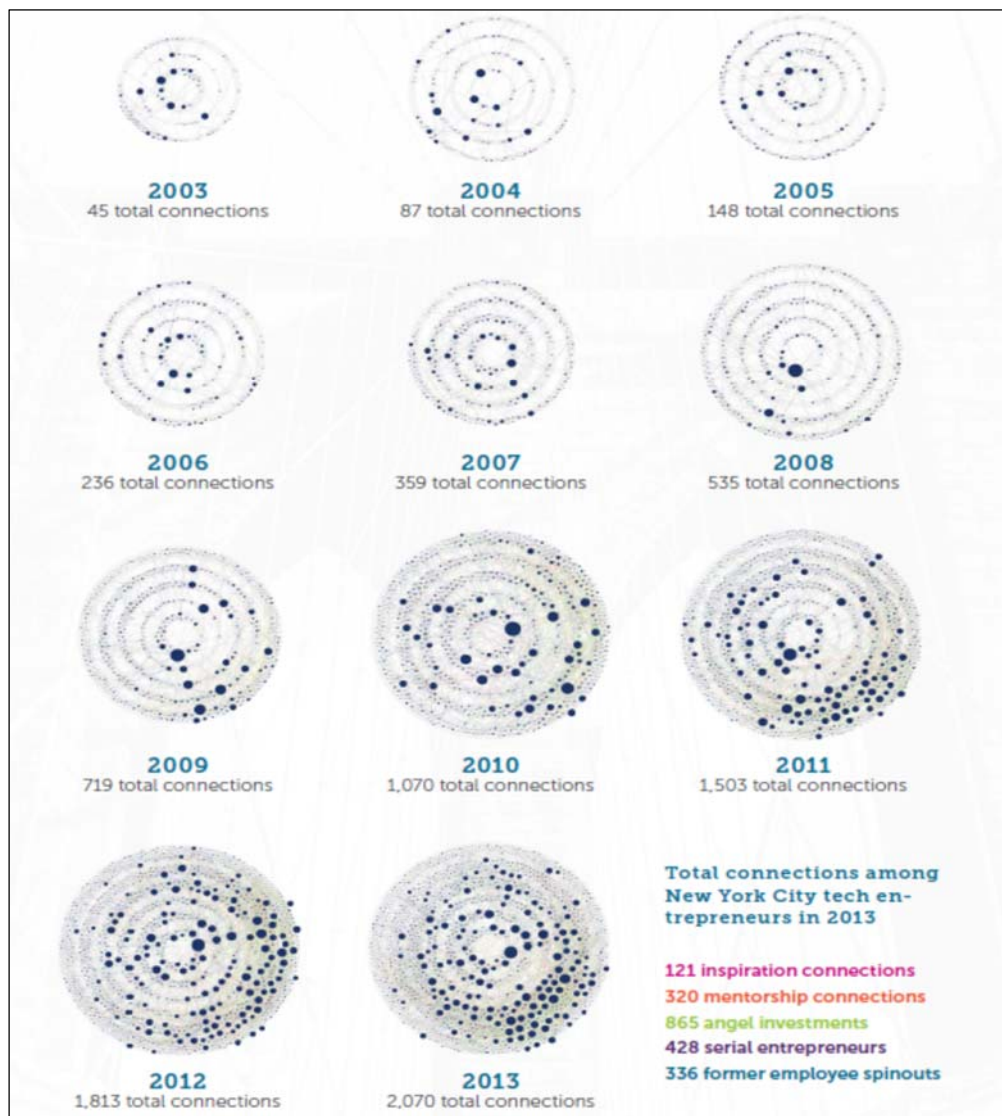 2003
45 total connections
2004
87 total connections
2005
148 total connections
2006
236 total connections
2007
359 total connections
2008
535 total connections
2009
719 total connections
2010
1,070 total connections
2011
1,503 total connections
2012
1,813 total connections
2013
2,070 total connections
Total connections among
New York City tech en-
trepreneurs in 2013
121 inspiration connections
320 mentorship connections
865 angel investments
428 serial entrepreneurs
336 former employee spinouts